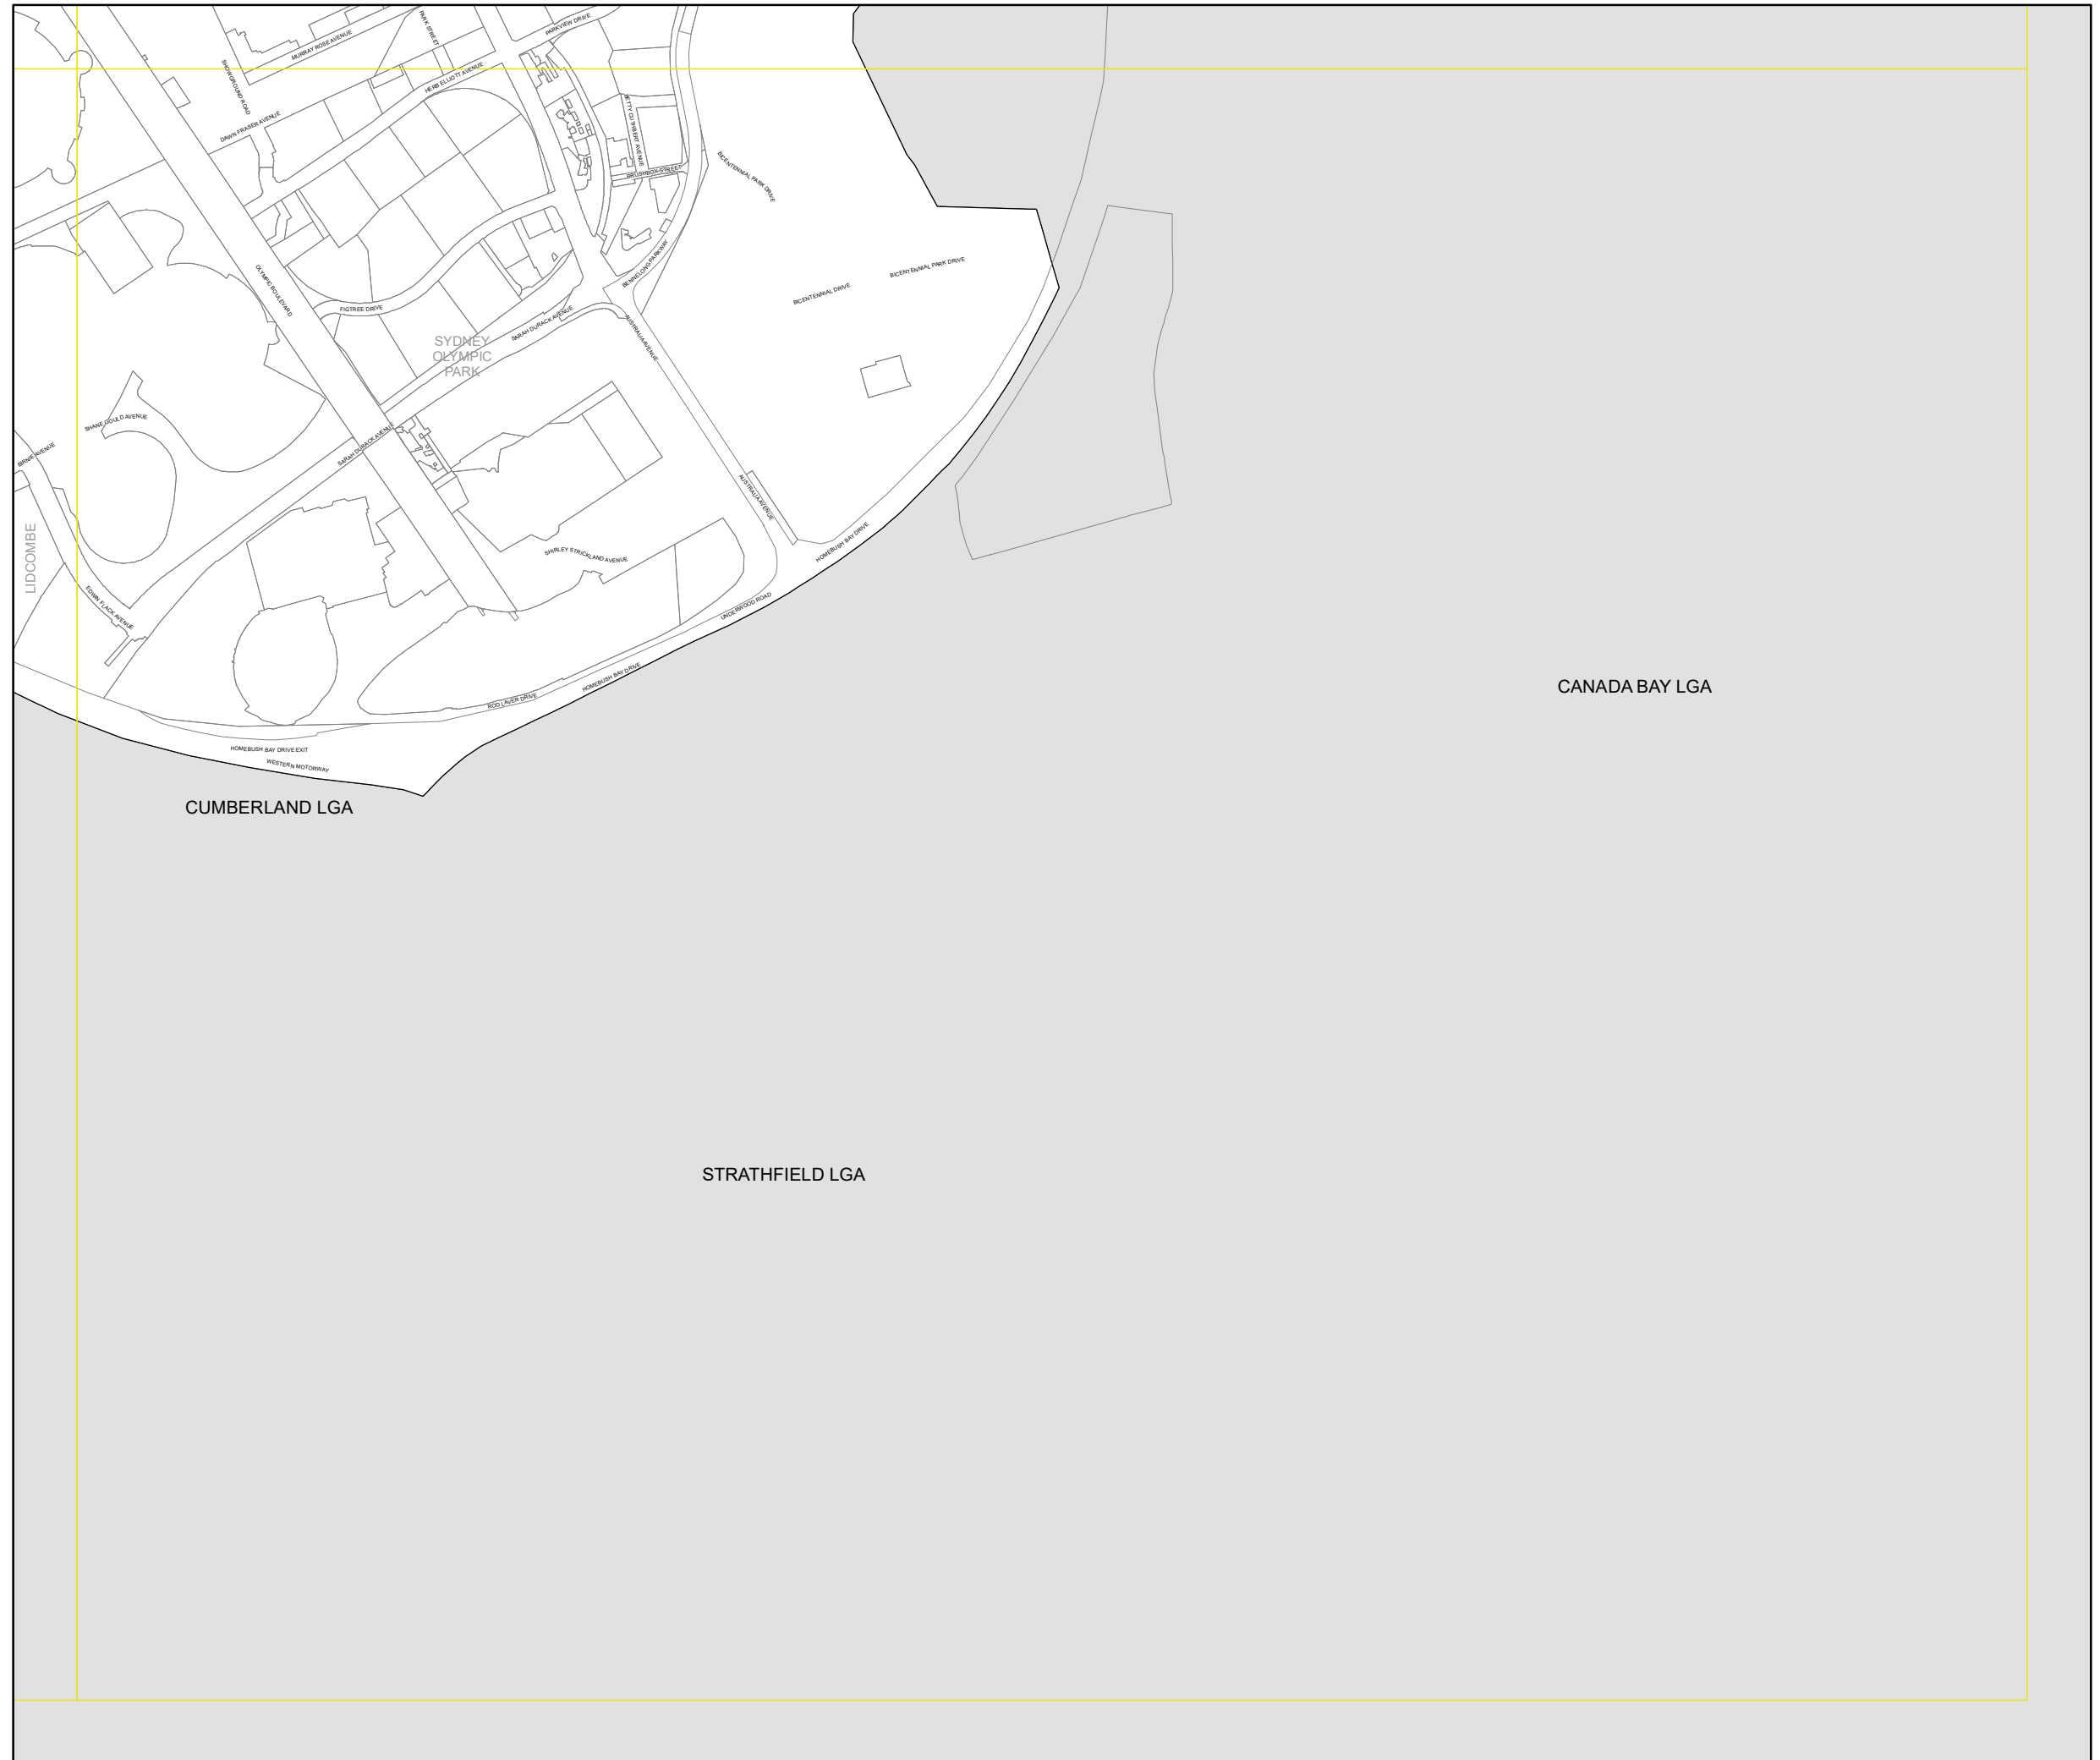 PARK STREET
PARKVIEW DRIVE
MURRAY ROSE AVENUE
SHOWGROUND ROAD
HERB ELLIOTT AVENUE
DAWN FRASER AVENUE
BETTY CUTHBERT AVENUE
BRUSHBOX STREET
BICENTENNIAL PARK DRIVE
BENNELONG PARKWAY
BICENTENNIAL PARK DRIVE
BICENTENNIAL DRIVE
OLYMPIC BOULEVARD
FIGTREE DRIVE
SARAH DURACK AVENUE
AUSTRALIA AVENUE
SYDNEY
OLYMPIC
PARK
SHANE GOULD AVENUE
BIRNIE AVENUE
SARAH DURACK AVENUE
AUSTRALIA AVENUE
LIDCOMBE
HOMEBUSH BAY DRIVE
SHIRLEY STRICKLAND AVENUE
EDWIN FLACK AVENUE
UNDERWOOD ROAD
HOMEBUSH BAY DRIVE
ROD LAVER DRIVE
CANADA BAY LGA
HOMEBUSH BAY DRIVE EXIT
WESTERN MOTORWAY
CUMBERLAND LGA
STRATHFIELD LGA